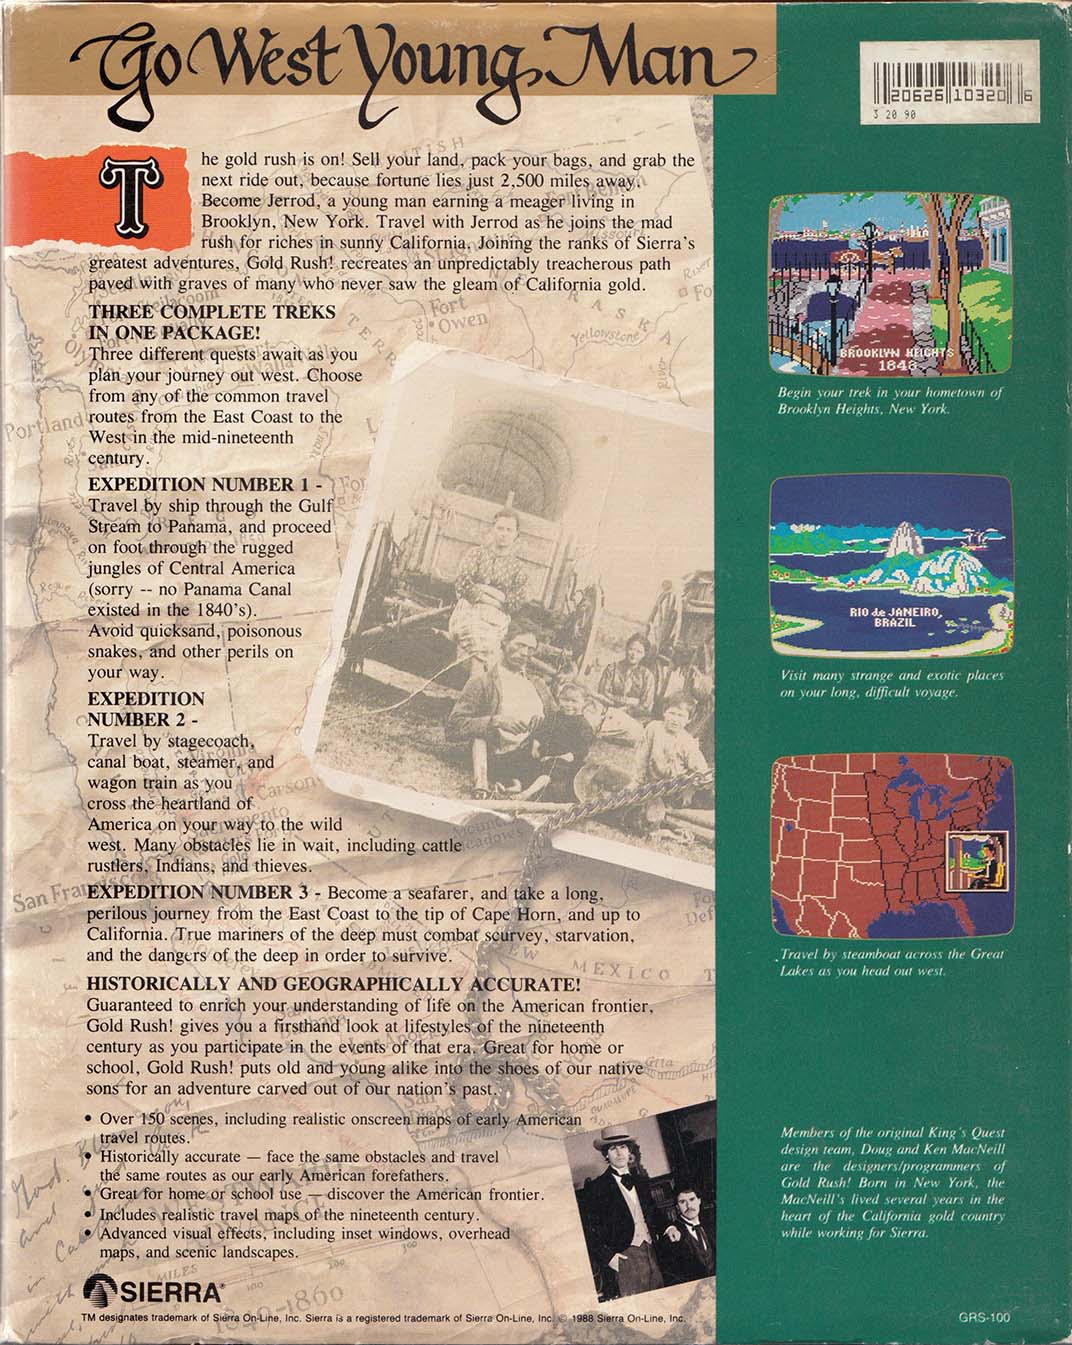 Go West Young Man
20626 10320 6
3 20 90
The gold rush is on! Sell your land, pack your bags, and grab the
next ride out, because fortune lies just 2,500 miles away.
Become Jerrod, a young man earning a meager living in
Brooklyn, New York. Travel with Jerrod as he joins the mad
rush for riches in sunny California. Joining the ranks of Sierra's
greatest adventures, Gold Rush! recreates an unpredictably treacherous path
paved with graves of many who never saw the gleam of California gold.
THREE COMPLETE TREKS
IN ONE PACKAGE!
Three different quests await as you
plan your journey out west. Choose
from any of the common travel
routes from the East Coast to the
West in the mid-nineteenth
century.
EXPEDITION NUMBER 1 -
Travel by ship through the Gulf
Stream to Panama, and proceed
on foot through the rugged
jungles of Central America
(sorry -- no Panama Canal
existed in the 1840's).
Avoid quicksand, poisonous
snakes, and other perils on
your way.
EXPEDITION
NUMBER 2 -
Travel by stagecoach,
canal boat, steamer, and
wagon train as you
cross the heartland of
America on your way to the wild
west. Many obstacles lie in wait, including cattle
rustlers, Indians, and thieves.
EXPEDITION NUMBER 3 - Become a seafarer, and take a long,
perilous journey from the East Coast to the tip of Cape Horn, and up to
California. True mariners of the deep must combat scurvey, starvation,
and the dangers of the deep in order to survive.
HISTORICALLY AND GEOGRAPHICALLY ACCURATE!
Guaranteed to enrich your understanding of life on the American frontier,
Gold Rush! gives you a firsthand look at lifestyles of the nineteenth
century as you participate in the events of that era. Great for home or
school, Gold Rush! puts old and young alike into the shoes of our native
sons for an adventure carved out of our nation's past.
• Over 150 scenes, including realistic onscreen maps of early American
travel routes.
• Historically accurate — face the same obstacles and travel
the same routes as our early American forefathers.
• Great for home or school use — discover the American frontier.
• Includes realistic travel maps of the nineteenth century.
• Advanced visual effects, including inset windows, overhead
maps, and scenic landscapes.
SIERRA®
TM designates trademark of Sierra On-Line, Inc. Sierra is a registered trademark of Sierra On-Line, Inc. © 1988 Sierra On-Line, Inc.
BROOKLYN HEIGHTS
- 1848
Begin your trek in your hometown of
Brooklyn Heights, New York.
RIO de JANEIRO,
BRAZIL
Visit many strange and exotic places
on your long, difficult voyage.
Travel by steamboat across the Great
Lakes as you head out west.
Members of the original King's Quest
design team, Doug and Ken MacNeill
are the designers/programmers of
Gold Rush! Born in New York, the
MacNeill's lived several years in the
heart of the California gold country
while working for Sierra.
GRS-100
Portland
Fort
Owen
Yellowstone
San Francisco
Carson
MEXICO
Gila
MILES
1840-1860